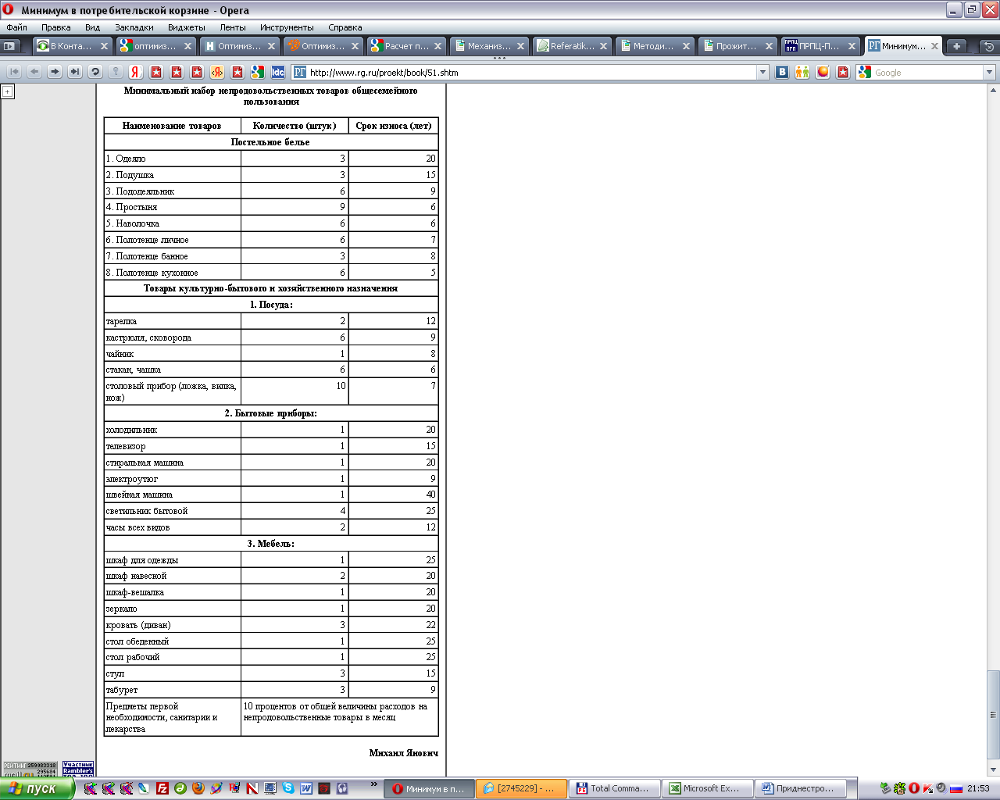 Минимум в потребительской корзине - Opera
Файл Правка Вид Закладки Виджеты Ленты Инструменты Справка
В Конта... оптимиз... Оптимиз... Оптимиз... Расчет п... Механиз... Referatik... Методи... Прожит... ПРПЦ-П... Минимум...
http://www.rg.ru/proekt/book/51.shtm Google
Минимальный набор непродовольственных товаров общесемейного
пользования
Наименование товаров Количество (штук) Срок износа (лет)
Постельное белье
1. Одеяло 3 20
2. Подушка 3 15
3. Пододеяльник 6 9
4. Простыня 9 6
5. Наволочка 6 6
6. Полотенце личное 6 7
7. Полотенце банное 3 8
8. Полотенце кухонное 6 5
Товары культурно-бытового и хозяйственного назначения
1. Посуда:
тарелка 2 12
кастрюля, сковорода 6 9
чайник 1 8
стакан, чашка 6 6
столовый прибор (ложка, вилка, 10 7
нож)
2. Бытовые приборы:
холодильник 1 20
телевизор 1 15
стиральная машина 1 20
электроутюг 1 9
швейная машина 1 40
светильник бытовой 4 25
часы всех видов 2 12
3. Мебель:
шкаф для одежды 1 25
шкаф навесной 2 20
шкаф-вешалка 1 20
зеркало 1 20
кровать (диван) 3 22
стол обеденный 1 25
стол рабочий 1 25
стул 3 15
табурет 3 9
Предметы первой 10 процентов от общей величины расходов на
необходимости, санитарии и непродовольственные товары в месяц
лекарства
Михаил Янович
РЕЙТИНГ 259083318 Участник
295684 Rambler's
пуск Минимум в п... [2745229] - ... Total Comma... Microsoft Ex... Приднестро... 21:53